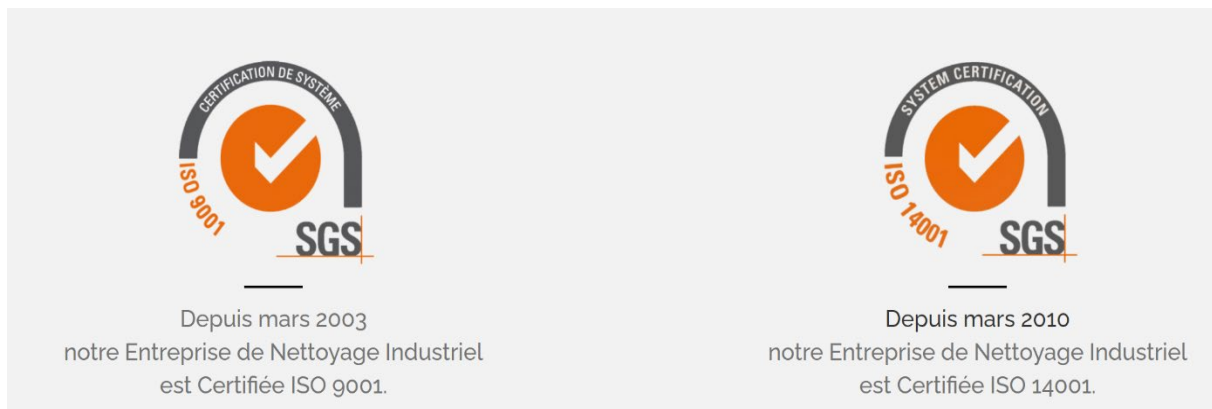 CERTIFICATION DE SYSTÈME
ISO 9001
SGS
Depuis mars 2003
notre Entreprise de Nettoyage Industriel
est Certifiée ISO 9001.
SYSTEM CERTIFICATION
ISO 14001
SGS
Depuis mars 2010
notre Entreprise de Nettoyage Industriel
est Certifiée ISO 14001.